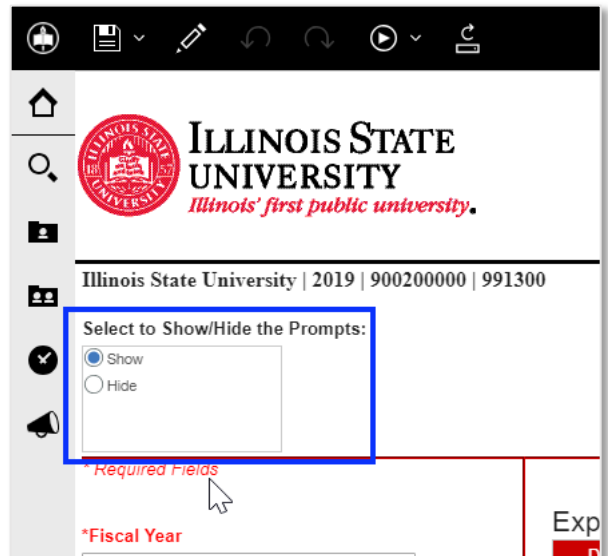 ILLINOIS STATE
UNIVERSITY
Illinois' first public university.
Illinois State University | 2019 | 900200000 | 991300
Select to Show/Hide the Prompts:
Show
Hide
* Required Fields
*Fiscal Year
Exp